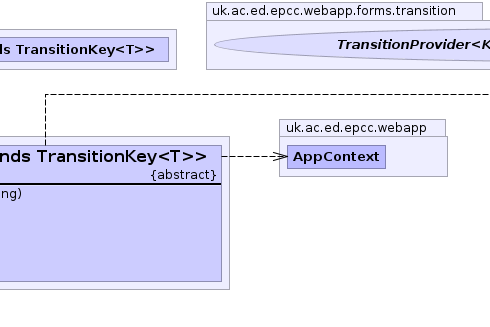 uk.ac.ed.epcc.webapp.forms.transition
ds TransitionKey<T>>
TransitionProvider<K
uk.ac.ed.epcc.webapp
nds TransitionKey<T>>
AppContext
{abstract}
ng)